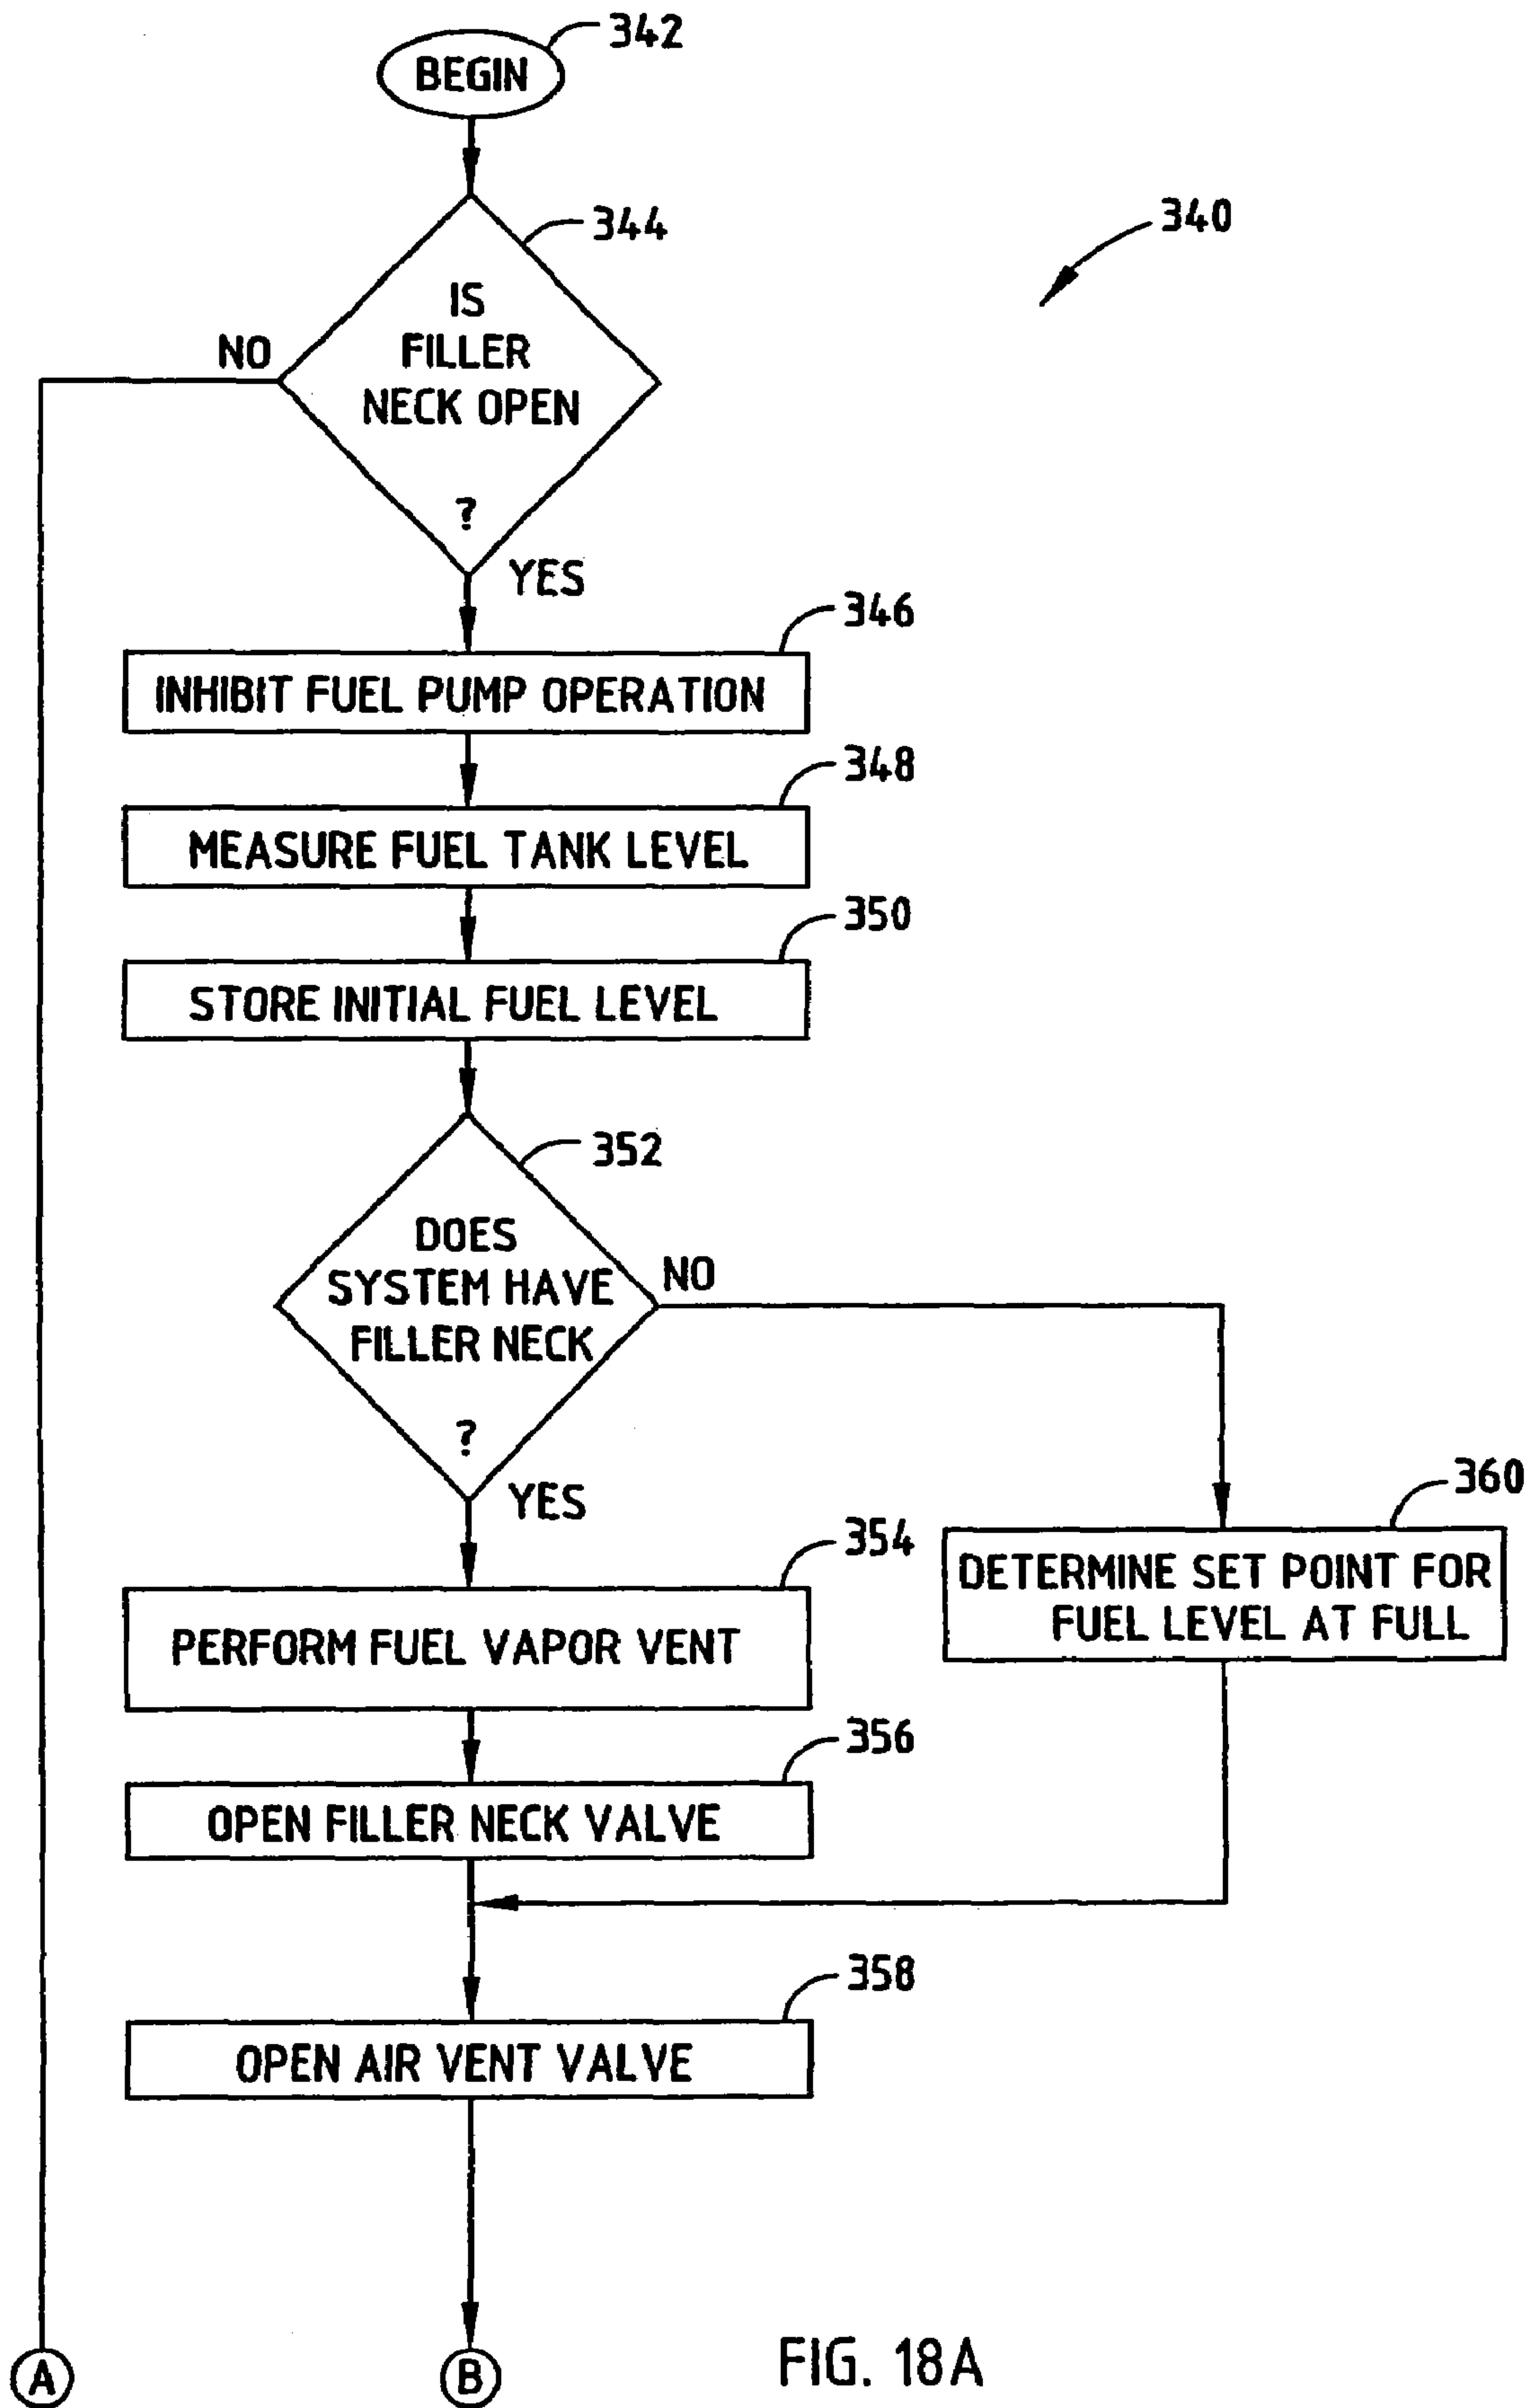 342
BEGIN
344
340
IS
FILLER
NECK OPEN
?
NO
YES
346
INHIBIT FUEL PUMP OPERATION
348
MEASURE FUEL TANK LEVEL
350
STORE INITIAL FUEL LEVEL
352
DOES
SYSTEM HAVE
FILLER NECK
?
NO
YES
354
PERFORM FUEL VAPOR VENT
360
DETERMINE SET POINT FOR
FUEL LEVEL AT FULL
356
OPEN FILLER NECK VALVE
358
OPEN AIR VENT VALVE
A
B
FIG. 18A